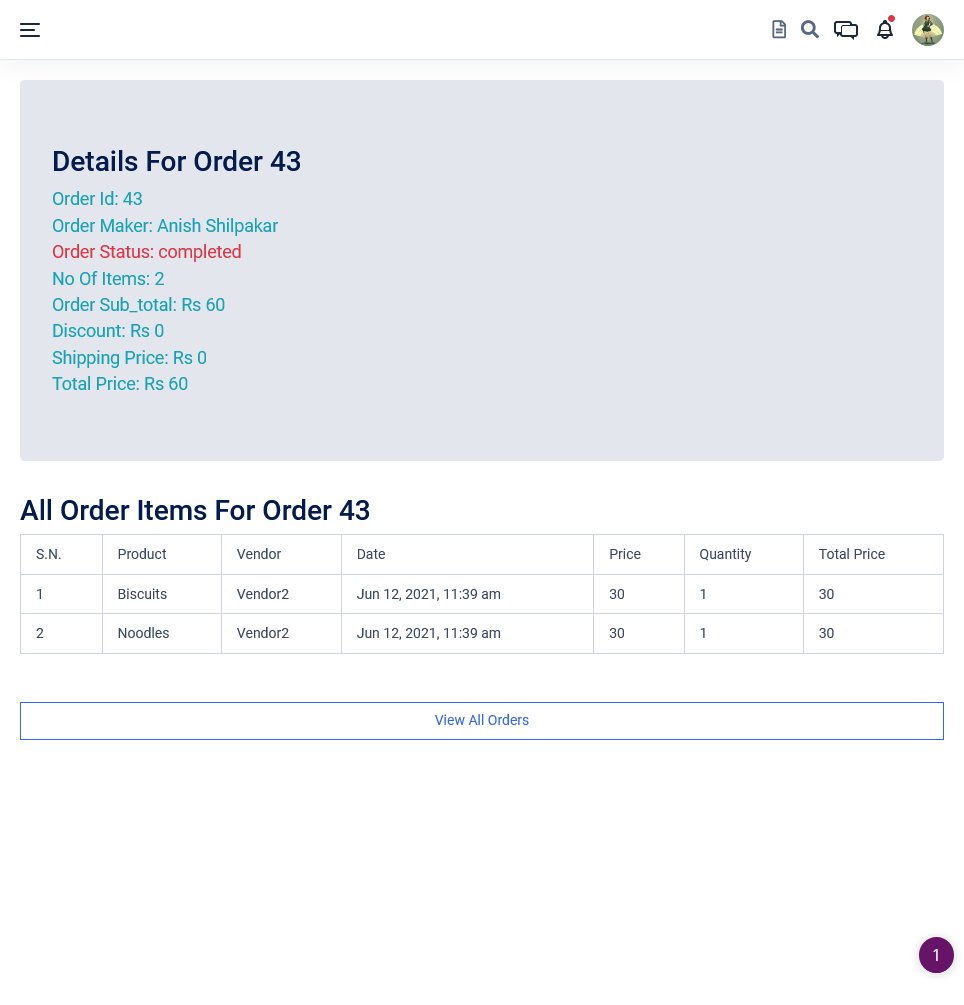 Details For Order 43
Order Id: 43
Order Maker: Anish Shilpakar
Order Status: completed
No Of Items: 2
Order Sub_total: Rs 60
Discount: Rs 0
Shipping Price: Rs 0
Total Price: Rs 60
All Order Items For Order 43
S.N. Product Vendor Date Price Quantity Total Price
1 Biscuits Vendor2 Jun 12, 2021, 11:39 am 30 1 30
2 Noodles Vendor2 Jun 12, 2021, 11:39 am 30 1 30
View All Orders
1